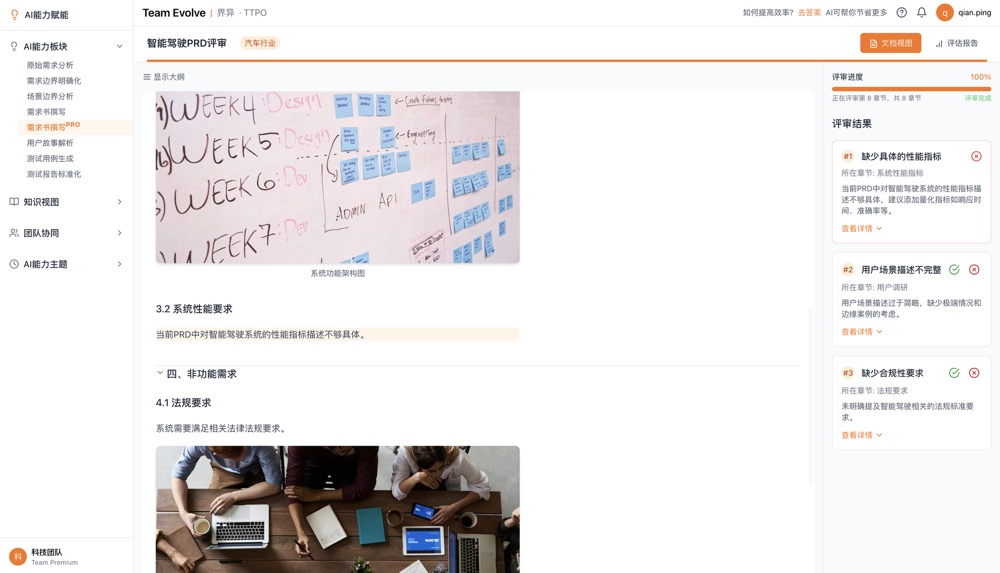 AI能力赋能
Team Evolve | 界异 · TTPO
如何提高效率? 去答案 AI可帮你节省更多
q
qian.ping
AI能力板块
原始需求分析
需求边界明确化
场景边界分析
需求书撰写
需求书撰写PRO
用户故事解析
测试用例生成
测试报告标准化
知识视图
团队协同
AI能力主题
科
科技团队
Team Premium
智能驾驶PRD评审
汽车行业
文档视图
评估报告
显示大纲
WEEK4: Design
WEEK5: Design
WEEK6: Dev
WEEK7: Dev
Engineering
ADMIN API
系统功能架构图
3.2 系统性能要求
当前PRD中对智能驾驶系统的性能指标描述不够具体。
四、非功能需求
4.1 法规要求
系统需要满足相关法律法规要求。
评审进度
100%
正在评审第 8 章节，共 8 章节
评审完成
评审结果
#1 缺少具体的性能指标
所在章节: 系统性能指标
当前PRD中对智能驾驶系统的性能指标描
述不够具体，建议添加量化指标如响应时
间、准确率等。
查看详情
#2 用户场景描述不完整
所在章节: 用户调研
用户场景描述过于简略，缺少极端情况和
边缘案例的考虑。
查看详情
#3 缺少合规性要求
所在章节: 法规要求
未明确提及智能驾驶相关的法规标准要
求。
查看详情